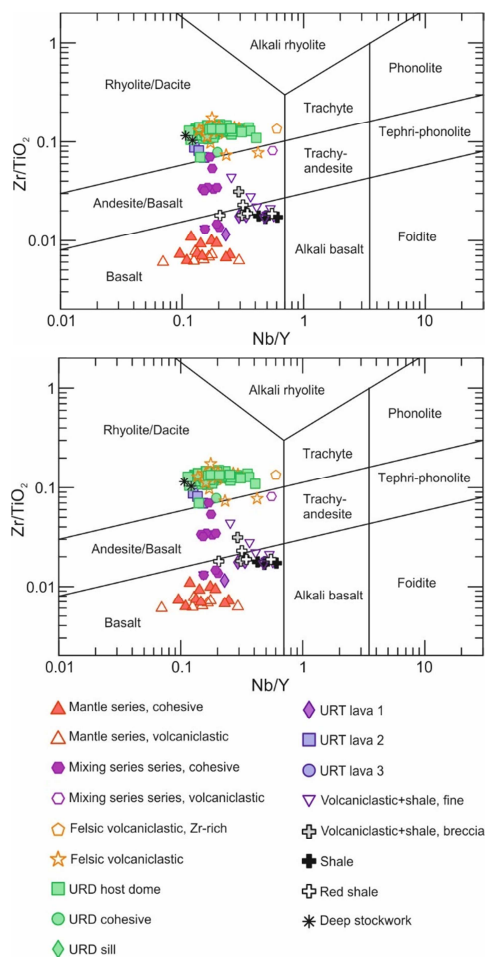 Alkali rhyolite
1
Phonolite
Rhyolite/Dacite
Trachyte
Zr/TiO2
0.1
Tephri-phonolite
Trachy-
andesite
Andesite/Basalt
0.01
Alkali basalt
Foidite
Basalt
0.01
0.1
1
10
Nb/Y
Alkali rhyolite
1
Phonolite
Rhyolite/Dacite
Trachyte
Zr/TiO2
0.1
Tephri-phonolite
Trachy-
andesite
Andesite/Basalt
0.01
Alkali basalt
Foidite
Basalt
0.01
0.1
1
10
Nb/Y
Mantle series, cohesive
Mantle series, volcaniclastic
Mixing series series, cohesive
Mixing series series, volcaniclastic
Felsic volcaniclastic, Zr-rich
Felsic volcaniclastic
URD host dome
URD cohesive
URD sill
URT lava 1
URT lava 2
URT lava 3
Volcaniclastic+shale, fine
Volcaniclastic+shale, breccia
Shale
Red shale
Deep stockwork